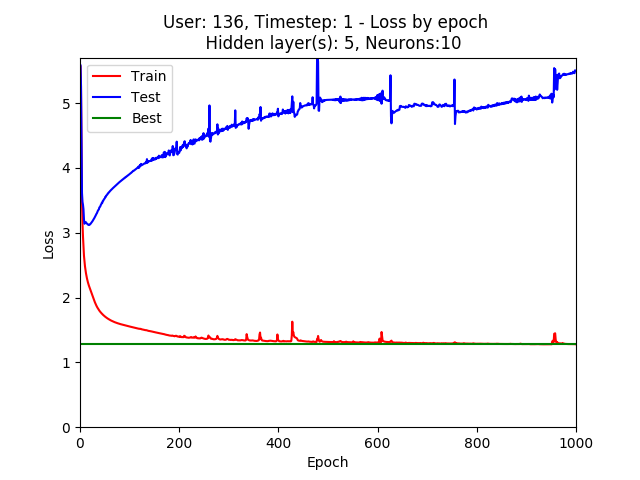 User: 136, Timestep: 1 - Loss by epoch
Hidden layer(s): 5, Neurons:10
Train
Test
Best
Loss
5
4
3
2
1
0
0 200 400 600 800 1000
Epoch